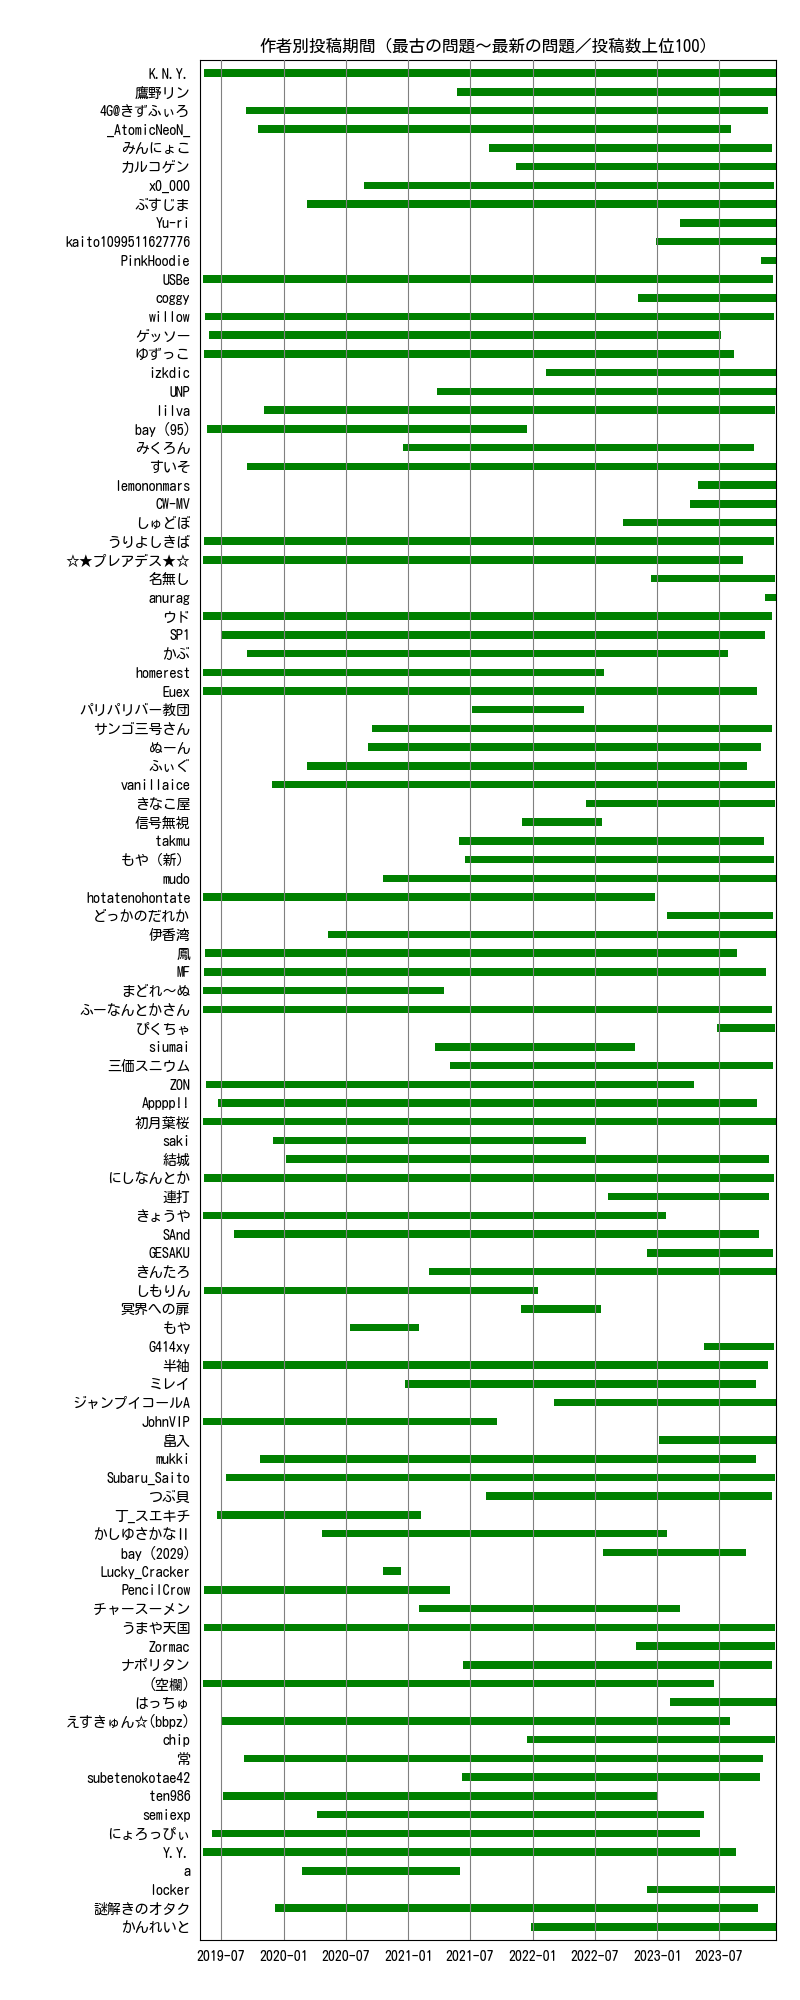 作者別投稿期間（最古の問題～最新の問題／投稿数上位100）
K.N.Y.
鷹野リン
4G@きずふぃろ
_AtomicNeoN_
みんにょこ
カルコゲン
x0_000
ぶすじま
Yu-ri
kaito1099511627776
PinkHoodie
USBe
coggy
willow
ゲッソー
ゆずっこ
izkdic
UNP
lilva
bay (95)
みくろん
すいそ
lemononmars
CW-MV
しゅどぼ
うりよしきば
☆★プレアデス★☆
名無し
anurag
ウド
SP1
かぶ
homerest
Euex
パリパリバー教団
サンゴ三号さん
ぬーん
ふぃぐ
vanillaice
きなこ屋
信号無視
takmu
もや（新）
mudo
hotatenohontate
どっかのだれか
伊香湾
鳳
MF
まどれ～ぬ
ふーなんとかさん
ぴくちゃ
siumai
三価スニウム
ZON
Appppll
初月葉桜
saki
結城
にしなんとか
連打
きょうや
SAnd
GESAKU
きんたろ
しもりん
冥界への扉
もや
G414xy
半袖
ミレイ
ジャンプイコールA
JohnVIP
畠入
mukki
Subaru_Saito
つぶ貝
丁_スエキチ
かしゆさかなII
bay (2029)
Lucky_Cracker
PencilCrow
チャースーメン
うまや天国
Zormac
ナポリタン
(空欄)
はっちゅ
えすきゅん☆(bbpz)
chip
常
subetenokotae42
ten986
semiexp
にょろっぴぃ
Y.Y.
a
locker
謎解きのオタク
かんれいと
2019-07 2020-01 2020-07 2021-01 2021-07 2022-01 2022-07 2023-01 2023-07